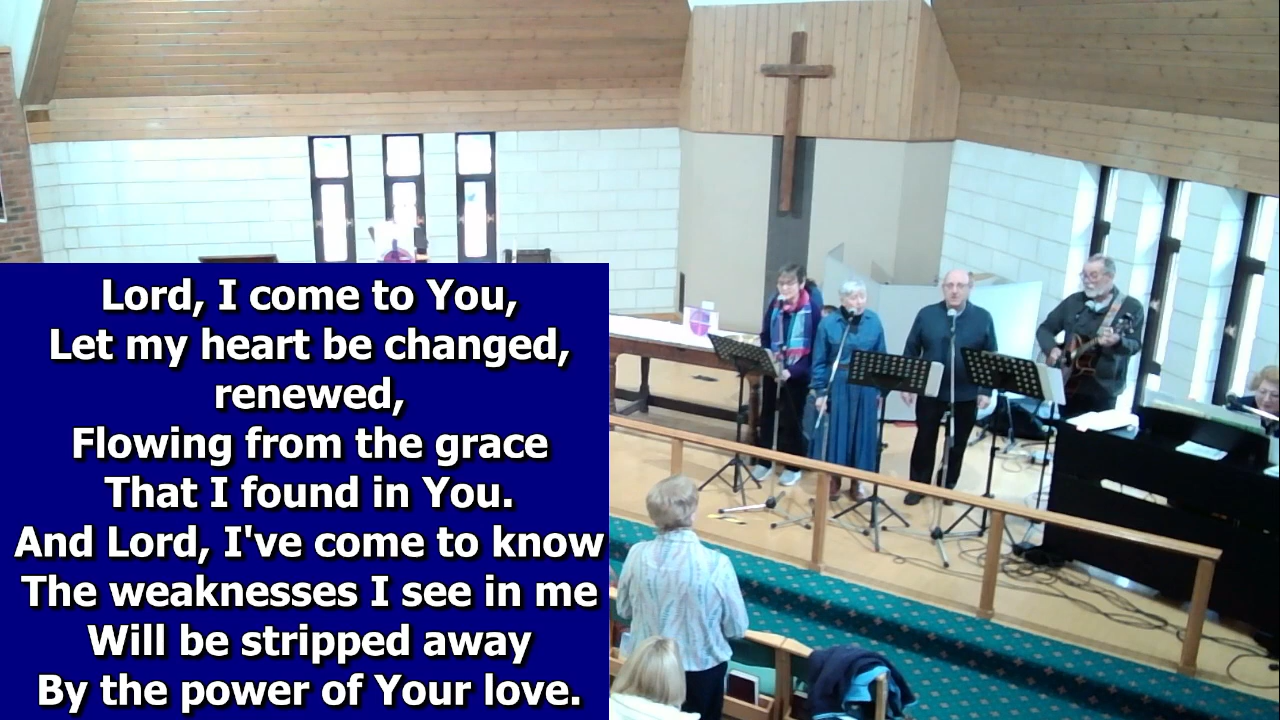 Lord, I come to You,
Let my heart be changed,
renewed,
Flowing from the grace
That I found in You.
And Lord, I've come to know
The weaknesses I see in me
Will be stripped away
By the power of Your love.